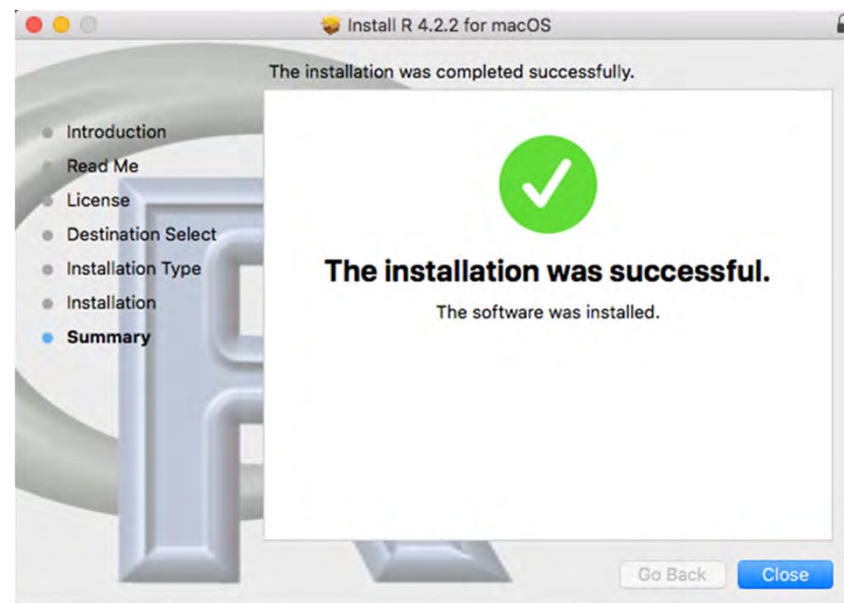 Install R 4.2.2 for macOS
The installation was completed successfully.
Introduction
Read Me
License
Destination Select
Installation Type
Installation
Summary
The installation was successful.
The software was installed.
Go Back
Close